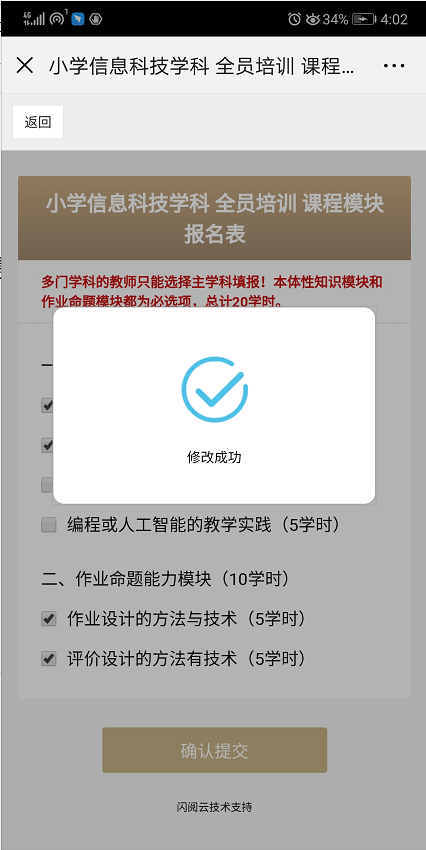 4G
1
34%
4:02
小学信息科技学科 全员培训 课程...
返回
小学信息科技学科 全员培训 课程模块
报名表
多门学科的教师只能选择主学科填报！本体性知识模块和
作业命题模块都为必选项，总计20学时。
修改成功
编程或人工智能的教学实践（5学时）
二、作业命题能力模块（10学时）
作业设计的方法与技术（5学时）
评价设计的方法有技术（5学时）
确认提交
闪阅云技术支持